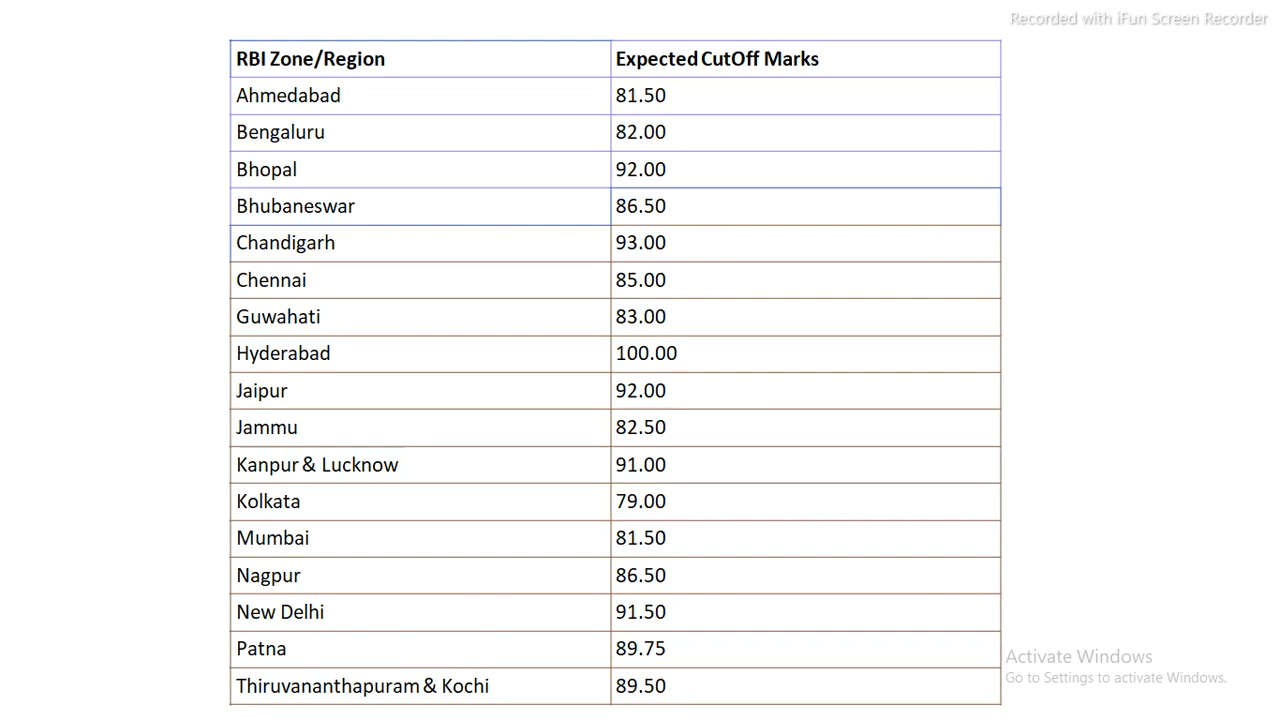 Recorded with iFun Screen Recorder
RBI Zone/Region Expected CutOff Marks
Ahmedabad 81.50
Bengaluru 82.00
Bhopal 92.00
Bhubaneswar 86.50
Chandigarh 93.00
Chennai 85.00
Guwahati 83.00
Hyderabad 100.00
Jaipur 92.00
Jammu 82.50
Kanpur & Lucknow 91.00
Kolkata 79.00
Mumbai 81.50
Nagpur 86.50
New Delhi 91.50
Patna 89.75
Thiruvananthapuram & Kochi 89.50
Activate Windows
Go to Settings to activate Windows.